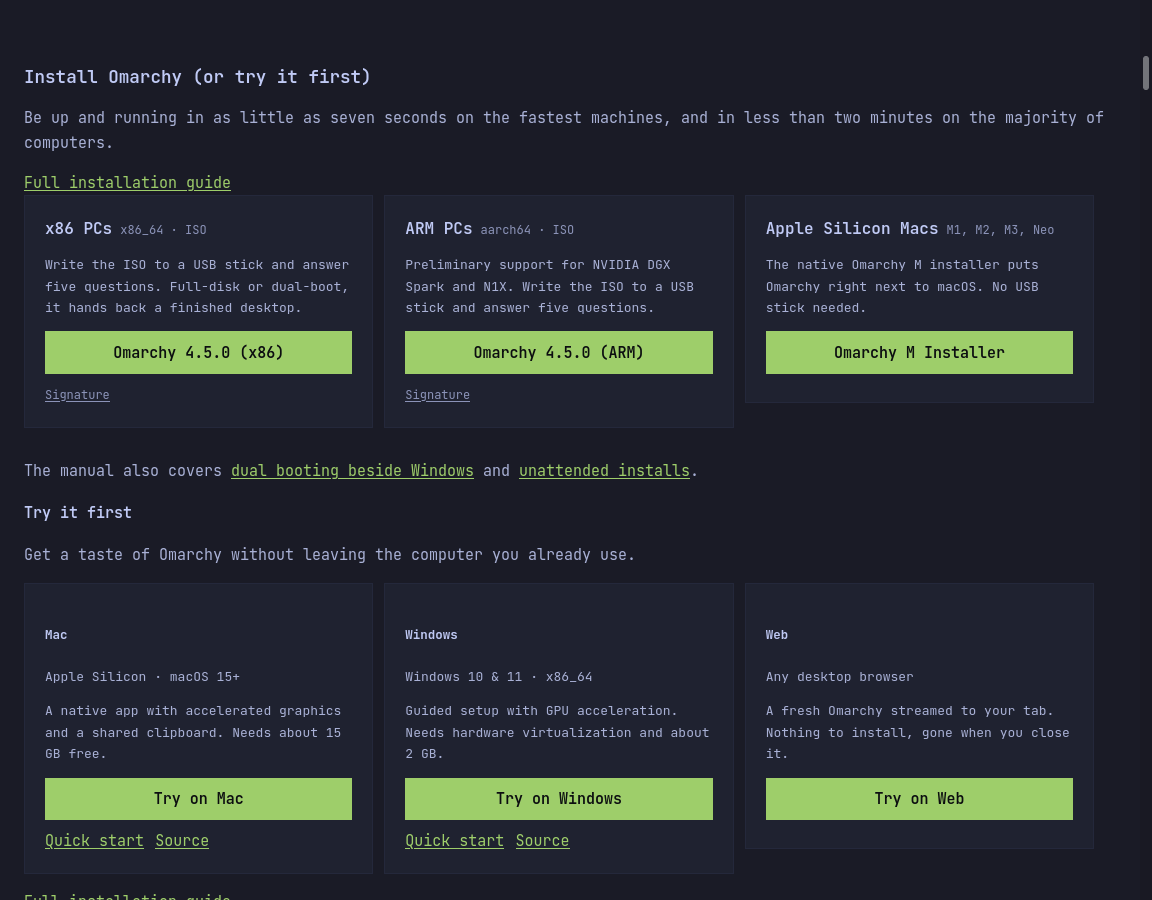 Install Omarchy (or try it first)
Be up and running in as little as seven seconds on the fastest machines, and in less than two minutes on the majority of
computers.
Full installation guide
x86 PCs x86_64 · ISO
Write the ISO to a USB stick and answer
five questions. Full-disk or dual-boot,
it hands back a finished desktop.
Omarchy 4.5.0 (x86)
Signature
ARM PCs aarch64 · ISO
Preliminary support for NVIDIA DGX
Spark and N1X. Write the ISO to a USB
stick and answer five questions.
Omarchy 4.5.0 (ARM)
Signature
Apple Silicon Macs M1, M2, M3, Neo
The native Omarchy M installer puts
Omarchy right next to macOS. No USB
stick needed.
Omarchy M Installer
The manual also covers dual booting beside Windows and unattended installs.
Try it first
Get a taste of Omarchy without leaving the computer you already use.
Mac
Apple Silicon · macOS 15+
A native app with accelerated graphics
and a shared clipboard. Needs about 15
GB free.
Try on Mac
Quick start Source
Windows
Windows 10 & 11 · x86_64
Guided setup with GPU acceleration.
Needs hardware virtualization and about
2 GB.
Try on Windows
Quick start Source
Web
Any desktop browser
A fresh Omarchy streamed to your tab.
Nothing to install, gone when you close
it.
Try on Web
Full installation guide